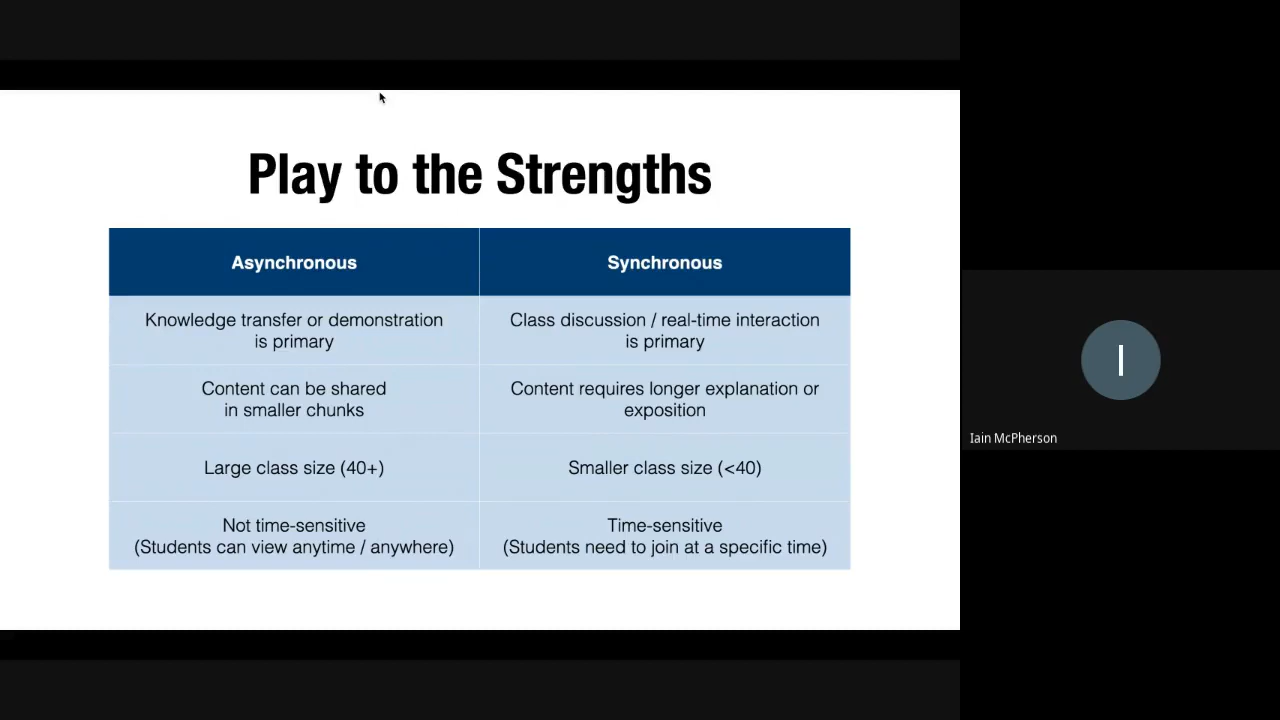 Play to the Strengths
Asynchronous
Synchronous
Knowledge transfer or demonstration
is primary
Class discussion / real-time interaction
is primary
Content can be shared
in smaller chunks
Content requires longer explanation or
exposition
Large class size (40+)
Smaller class size (<40)
Not time-sensitive
(Students can view anytime / anywhere)
Time-sensitive
(Students need to join at a specific time)
I
Iain McPherson